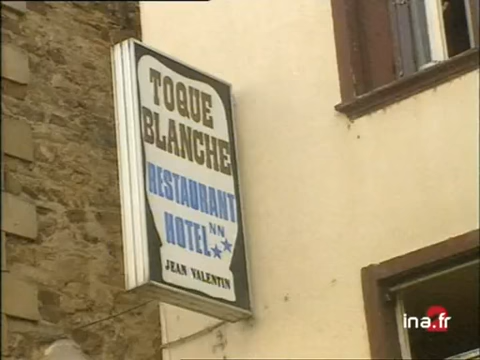 TOQUE
BLANCHE
RESTAURANT
HOTEL NN
JEAN VALENTIN
ina.fr